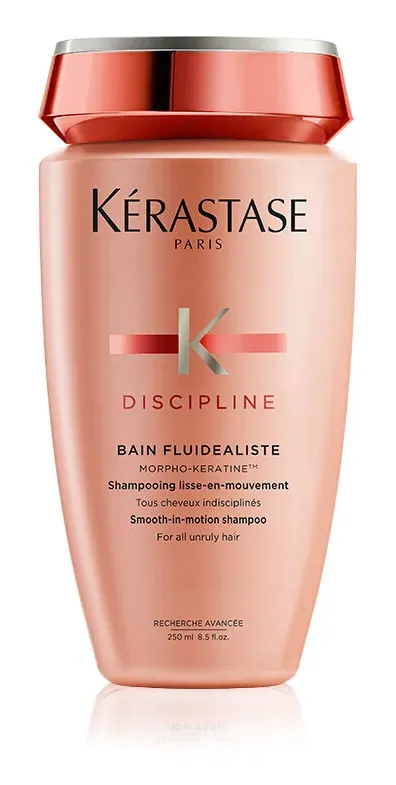 KÉRASTASE
PARIS
K
DISCIPLINE
BAIN FLUIDEALISTE
MORPHO-KERATINE™
Shampooing lisse-en-mouvement
Tous cheveux indisciplinés
Smooth-in-motion shampoo
For all unruly hair
RECHERCHE AVANCÉE
250 ml 8.5 fl.oz.